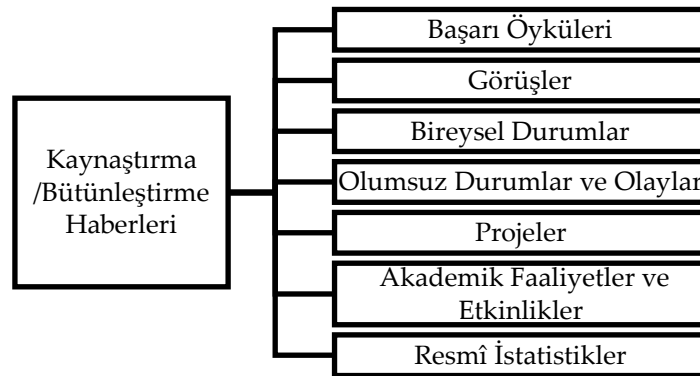 Kaynaştırma
/Bütünleştirme
Haberleri
Başarı Öyküleri
Görüşler
Bireysel Durumlar
Olumsuz Durumlar ve Olaylar
Projeler
Akademik Faaliyetler ve
Etkinlikler
Resmî İstatistikler